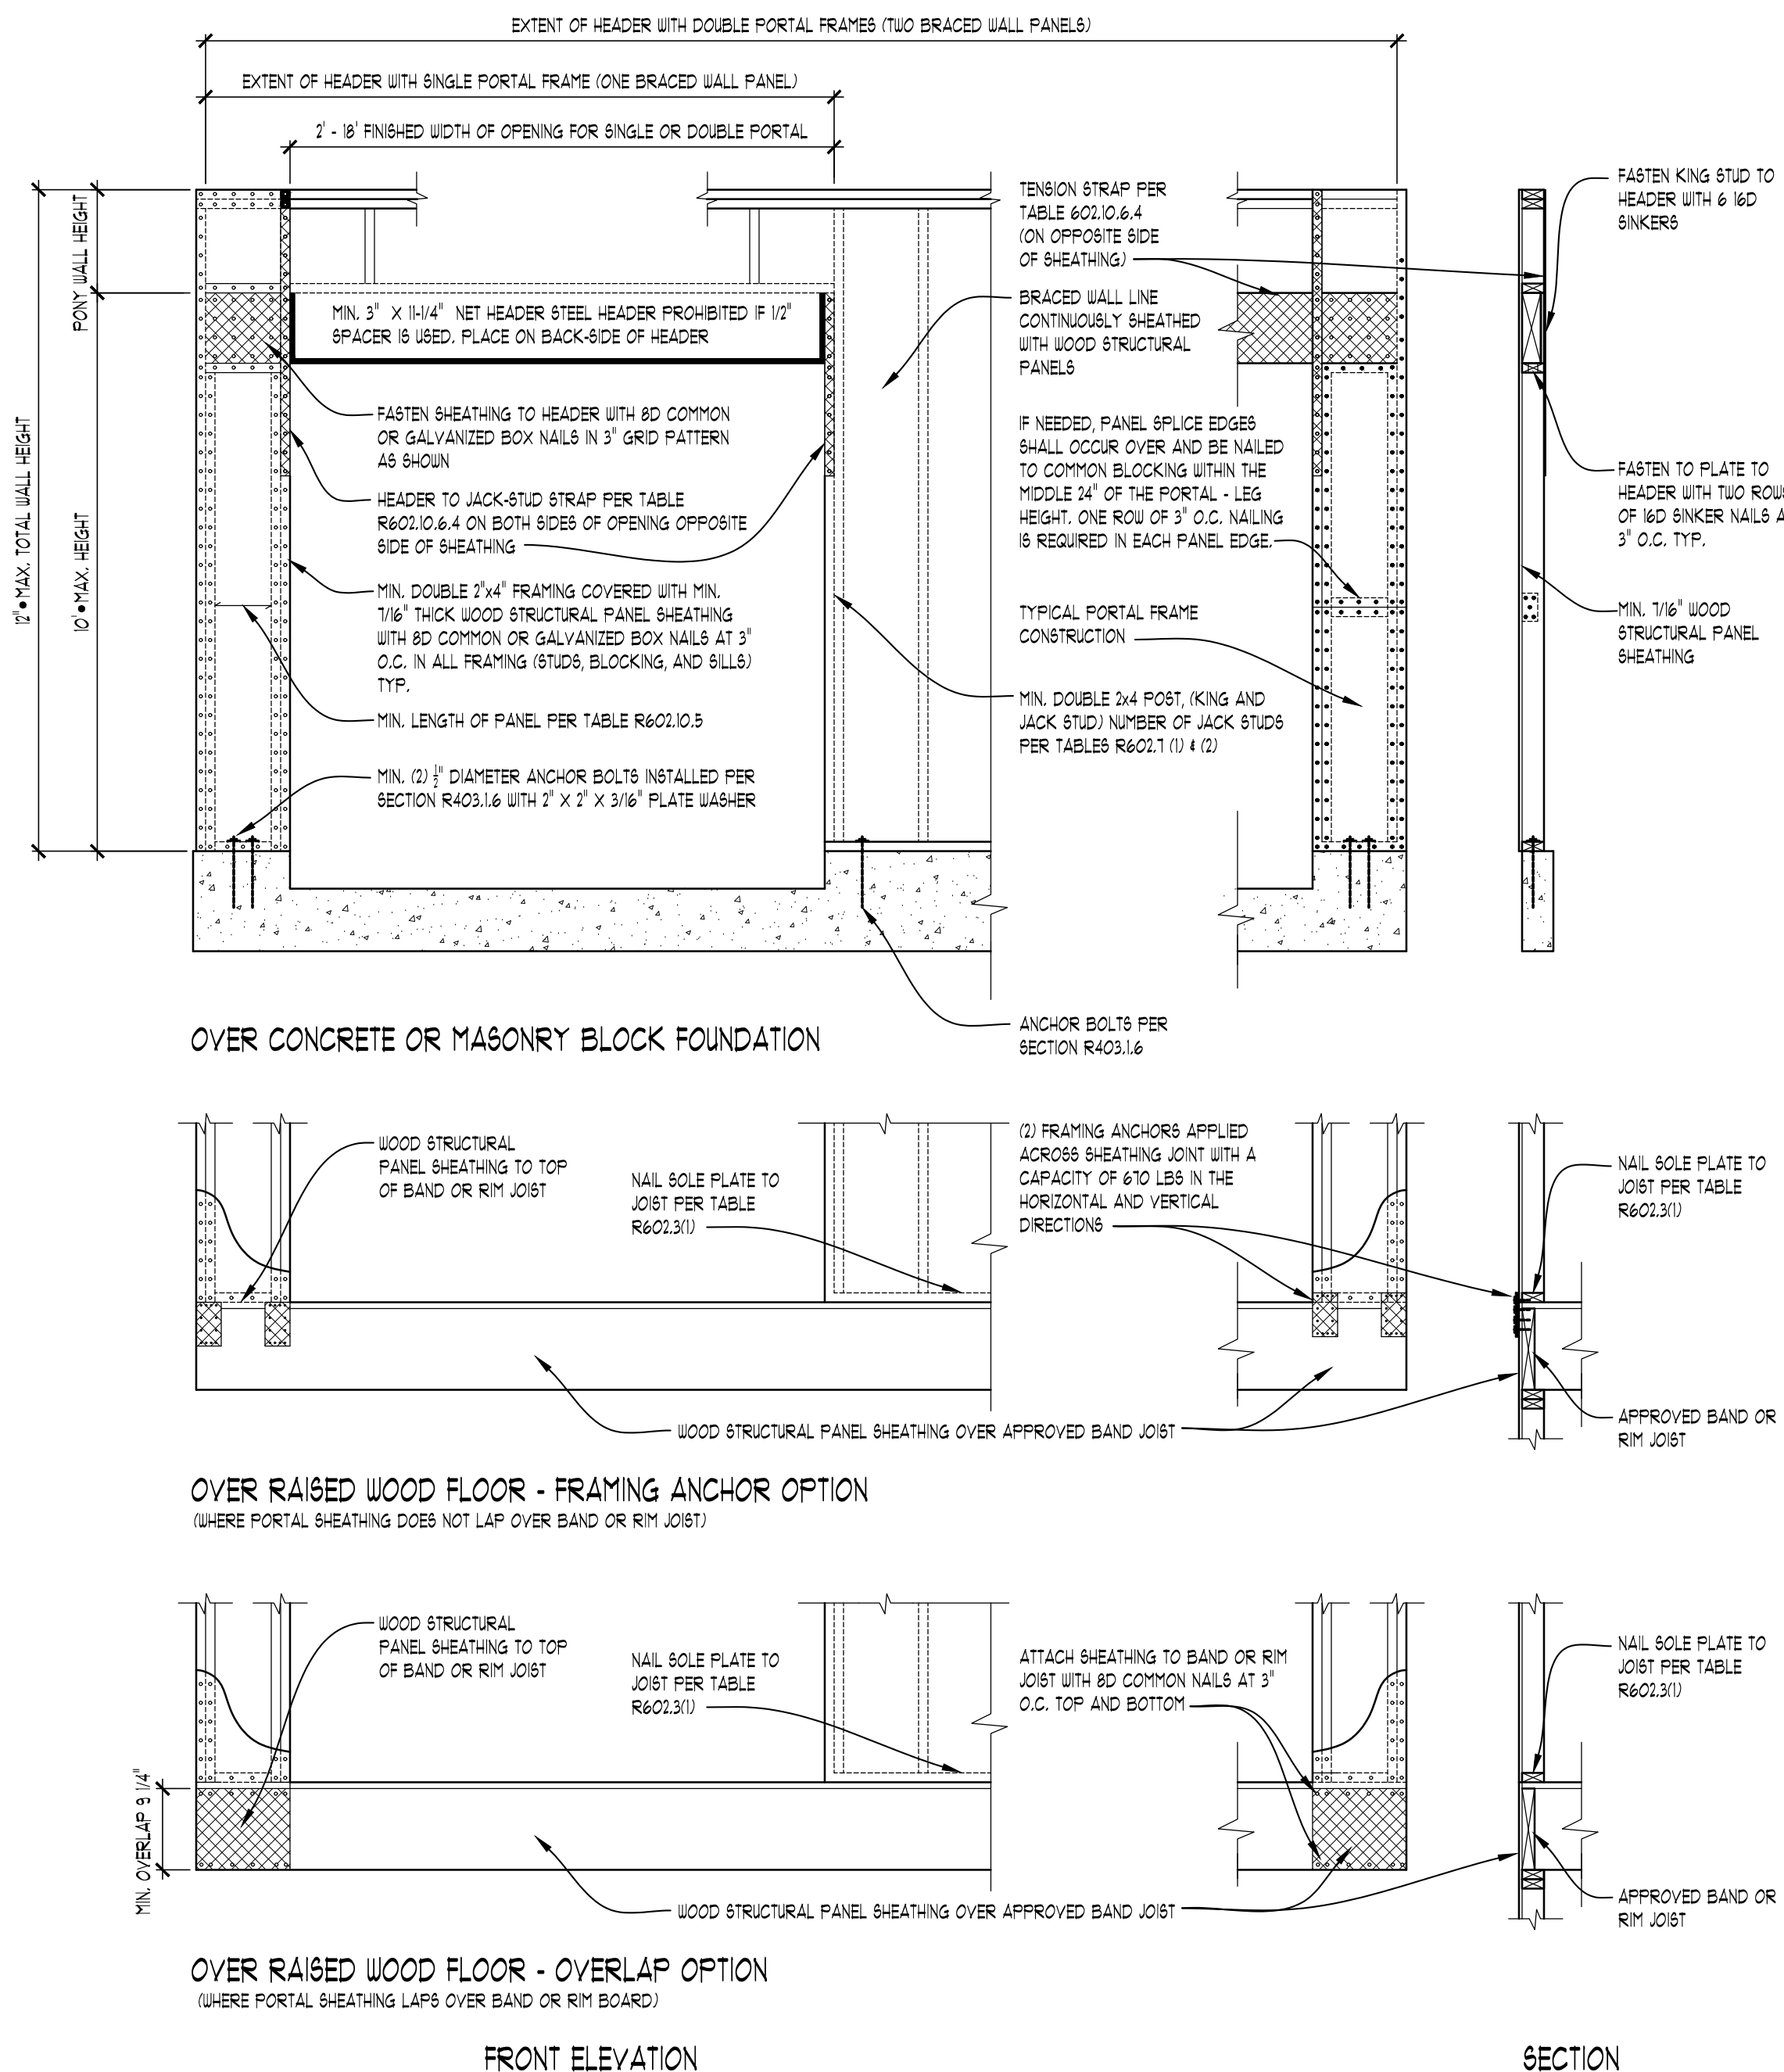 EXTENT OF HEADER WITH DOUBLE PORTAL FRAMES (TWO BRACED WALL PANELS)
EXTENT OF HEADER WITH SINGLE PORTAL FRAME (ONE BRACED WALL PANEL)
2' - 18' FINISHED WIDTH OF OPENING FOR SINGLE OR DOUBLE PORTAL
12"•MAX. TOTAL WALL HEIGHT
PONY WALL HEIGHT
10'•MAX. HEIGHT
MIN. 3" X 11-1/4" NET HEADER STEEL HEADER PROHIBITED IF 1/2"
SPACER IS USED. PLACE ON BACK-SIDE OF HEADER
FASTEN SHEATHING TO HEADER WITH 8D COMMON
OR GALVANIZED BOX NAILS IN 3" GRID PATTERN
AS SHOWN
HEADER TO JACK-STUD STRAP PER TABLE
R602.10.6.4 ON BOTH SIDES OF OPENING OPPOSITE
SIDE OF SHEATHING
MIN. DOUBLE 2"x4" FRAMING COVERED WITH MIN.
7/16" THICK WOOD STRUCTURAL PANEL SHEATHING
WITH 8D COMMON OR GALVANIZED BOX NAILS AT 3"
O.C. IN ALL FRAMING (STUDS, BLOCKING, AND SILLS)
TYP.
MIN. LENGTH OF PANEL PER TABLE R602.10.5
MIN. (2) 1/2" DIAMETER ANCHOR BOLTS INSTALLED PER
SECTION R403.1.6 WITH 2" X 2" X 3/16" PLATE WASHER
TENSION STRAP PER
TABLE 602.10.6.4
(ON OPPOSITE SIDE
OF SHEATHING)
BRACED WALL LINE
CONTINUOUSLY SHEATHED
WITH WOOD STRUCTURAL
PANELS
IF NEEDED, PANEL SPLICE EDGES
SHALL OCCUR OVER AND BE NAILED
TO COMMON BLOCKING WITHIN THE
MIDDLE 24" OF THE PORTAL - LEG
HEIGHT. ONE ROW OF 3" O.C. NAILING
IS REQUIRED IN EACH PANEL EDGE.
TYPICAL PORTAL FRAME
CONSTRUCTION
MIN. DOUBLE 2x4 POST, (KING AND
JACK STUD) NUMBER OF JACK STUDS
PER TABLES R602.7 (1) & (2)
FASTEN KING STUD TO
HEADER WITH 6 16D
SINKERS
FASTEN TO PLATE TO
HEADER WITH TWO ROWS
OF 16D SINKER NAILS A
3" O.C. TYP.
MIN. 7/16" WOOD
STRUCTURAL PANEL
SHEATHING
ANCHOR BOLTS PER
SECTION R403.1.6
OVER CONCRETE OR MASONRY BLOCK FOUNDATION
WOOD STRUCTURAL
PANEL SHEATHING TO TOP
OF BAND OR RIM JOIST
NAIL SOLE PLATE TO
JOIST PER TABLE
R602.3(1)
(2) FRAMING ANCHORS APPLIED
ACROSS SHEATHING JOINT WITH A
CAPACITY OF 670 LBS IN THE
HORIZONTAL AND VERTICAL
DIRECTIONS
NAIL SOLE PLATE TO
JOIST PER TABLE
R602.3(1)
WOOD STRUCTURAL PANEL SHEATHING OVER APPROVED BAND JOIST
APPROVED BAND OR
RIM JOIST
OVER RAISED WOOD FLOOR - FRAMING ANCHOR OPTION
(WHERE PORTAL SHEATHING DOES NOT LAP OVER BAND OR RIM JOIST)
WOOD STRUCTURAL
PANEL SHEATHING TO TOP
OF BAND OR RIM JOIST
NAIL SOLE PLATE TO
JOIST PER TABLE
R602.3(1)
ATTACH SHEATHING TO BAND OR RIM
JOIST WITH 8D COMMON NAILS AT 3"
O.C. TOP AND BOTTOM
NAIL SOLE PLATE TO
JOIST PER TABLE
R602.3(1)
MIN. OVERLAP 9 1/4"
WOOD STRUCTURAL PANEL SHEATHING OVER APPROVED BAND JOIST
APPROVED BAND OR
RIM JOIST
OVER RAISED WOOD FLOOR - OVERLAP OPTION
(WHERE PORTAL SHEATHING LAPS OVER BAND OR RIM BOARD)
FRONT ELEVATION
SECTION